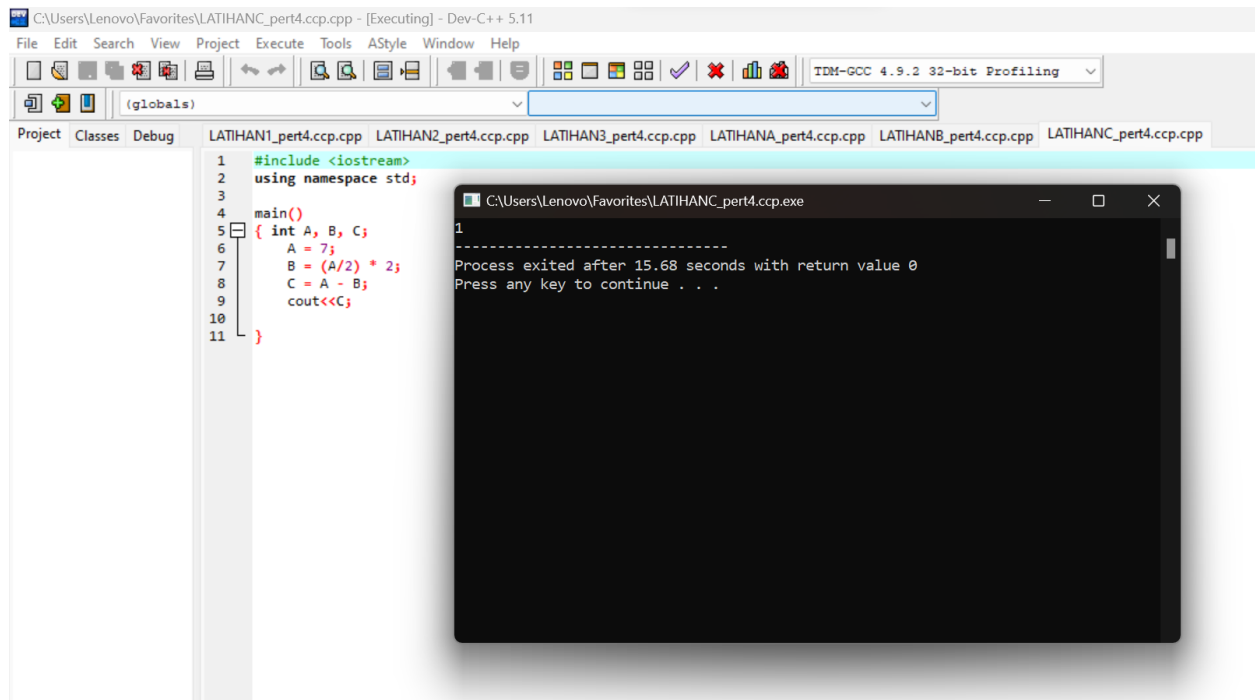 C:\Users\Lenovo\Favorites\LATIHANC_pert4.ccp.cpp - [Executing] - Dev-C++ 5.11
File Edit Search View Project Execute Tools AStyle Window Help
TDM-GCC 4.9.2 32-bit Profiling
(globals)
Project Classes Debug LATIHAN1_pert4.ccp.cpp LATIHAN2_pert4.ccp.cpp LATIHAN3_pert4.ccp.cpp LATIHANA_pert4.ccp.cpp LATIHANB_pert4.ccp.cpp LATIHANC_pert4.ccp.cpp
1 #include <iostream>
2 using namespace std;
3
4 main()
5 { int A, B, C;
6 A = 7;
7 B = (A/2) * 2;
8 C = A - B;
9 cout<<C;
10
11 }
C:\Users\Lenovo\Favorites\LATIHANC_pert4.ccp.exe
1
--------------------------------
Process exited after 15.68 seconds with return value 0
Press any key to continue . . .